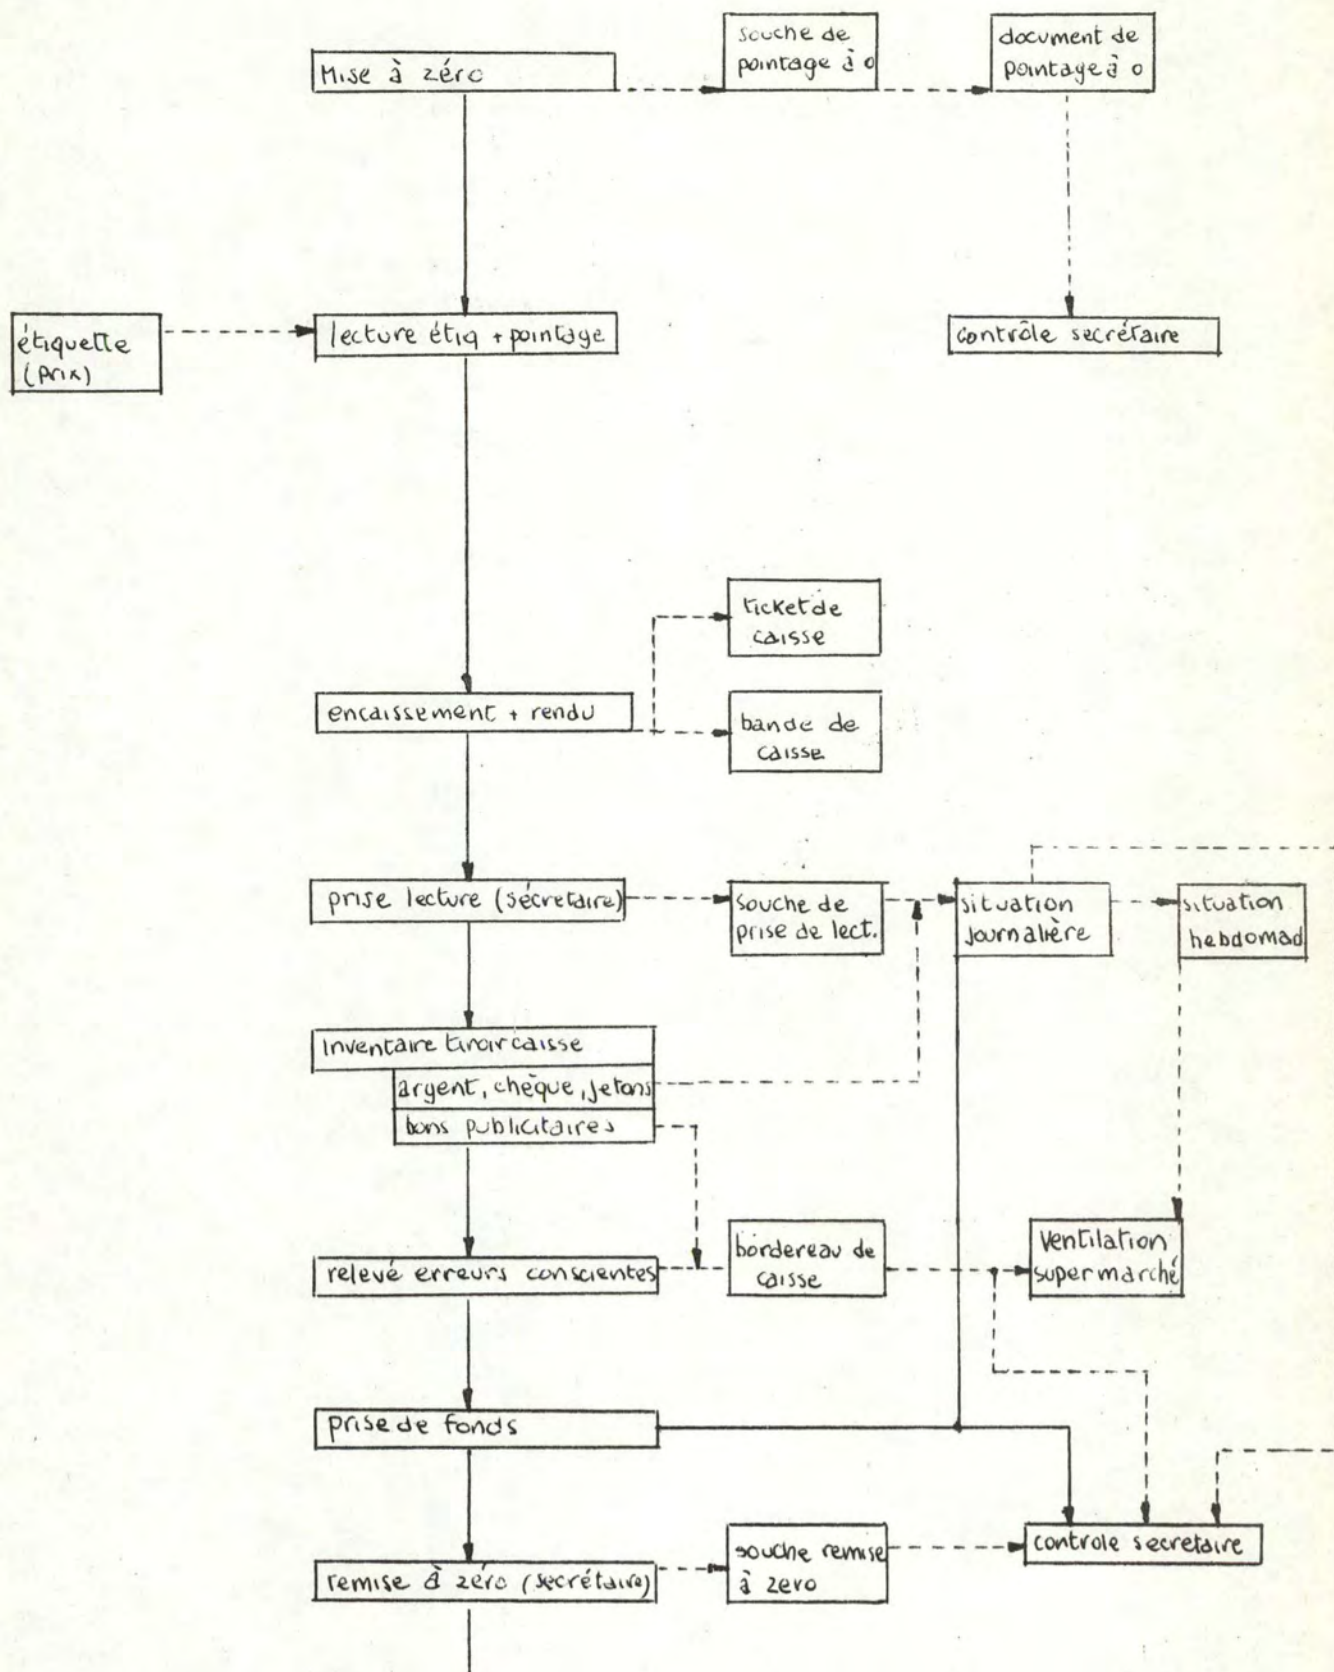 Mise à zéro
souche de
pointage à 0
document de
pointage à 0
étiquette
(prix)
lecture étiq + pointage
contrôle secrétaire
ticket de
caisse
encaissement + rendu
bande de
caisse
prise lecture (sécretaire)
souche de
prise de lect.
situation
journalière
situation
hebdomad
Inventaire tiroir caisse
argent, chèque, jetons
bons publicitaires
relevé erreurs conscientes
bordereau de
caisse
ventilation
supermarché
prise de fonds
remise à zéro (secrétaire)
souche remise
à zero
controle secretaire